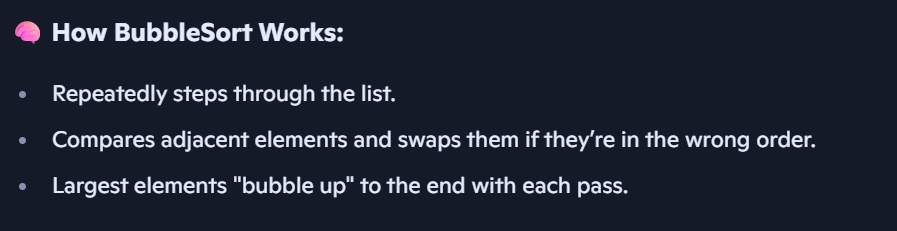 How BubbleSort Works:
Repeatedly steps through the list.
Compares adjacent elements and swaps them if they’re in the wrong order.
Largest elements "bubble up" to the end with each pass.